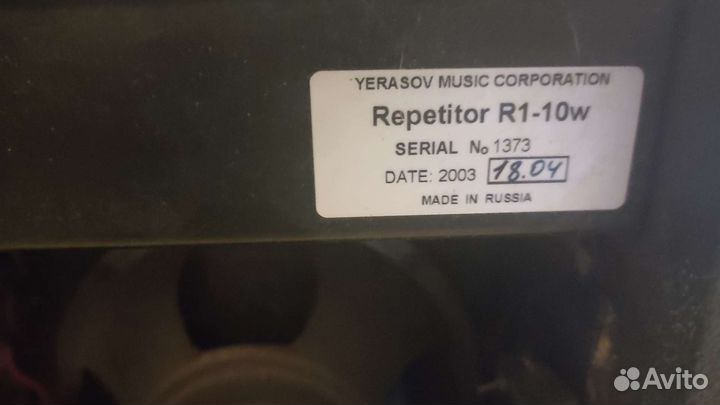 YERASOV MUSIC CORPORATION
Repetitor R1-10w
SERIAL No 1373
DATE: 2003 18.04
MADE IN RUSSIA
Avito